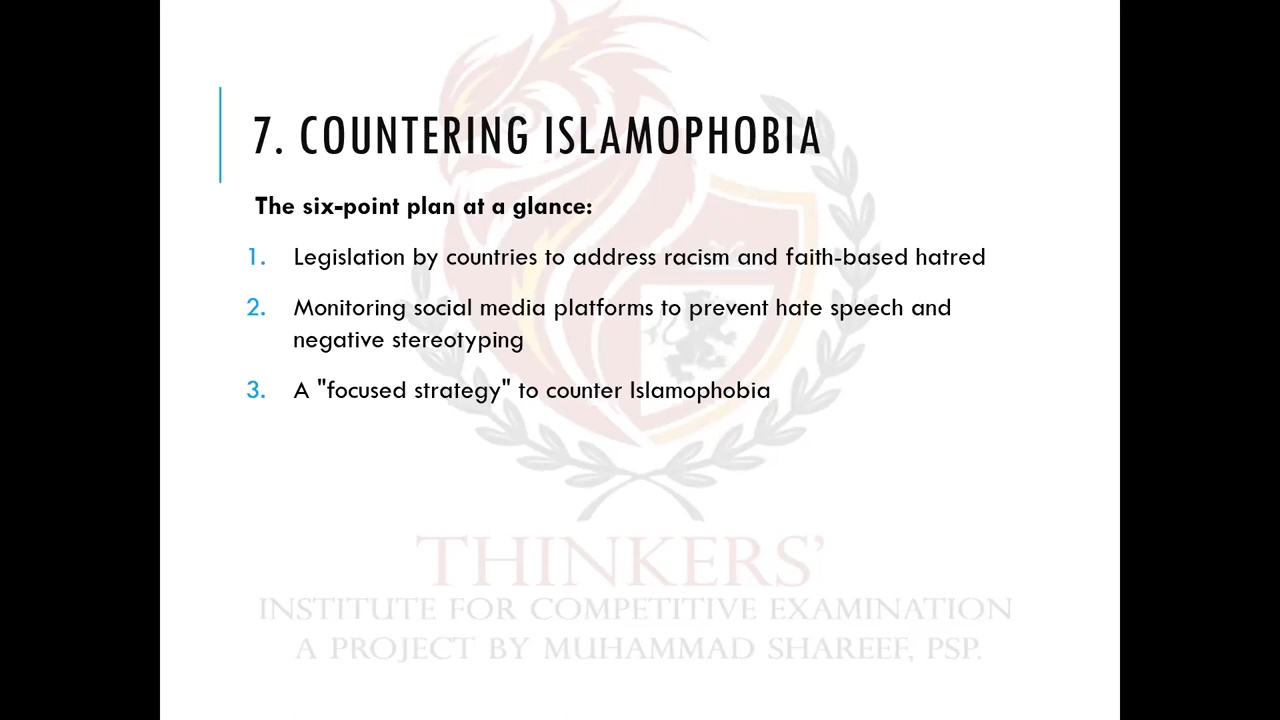 7. COUNTERING ISLAMOPHOBIA
The six-point plan at a glance:
1. Legislation by countries to address racism and faith-based hatred
2. Monitoring social media platforms to prevent hate speech and
negative stereotyping
3. A "focused strategy" to counter Islamophobia
THINKERS’
INSTITUTE FOR COMPETITIVE EXAMINATION
A PROJECT BY MUHAMMAD SHAREEF, PSP.